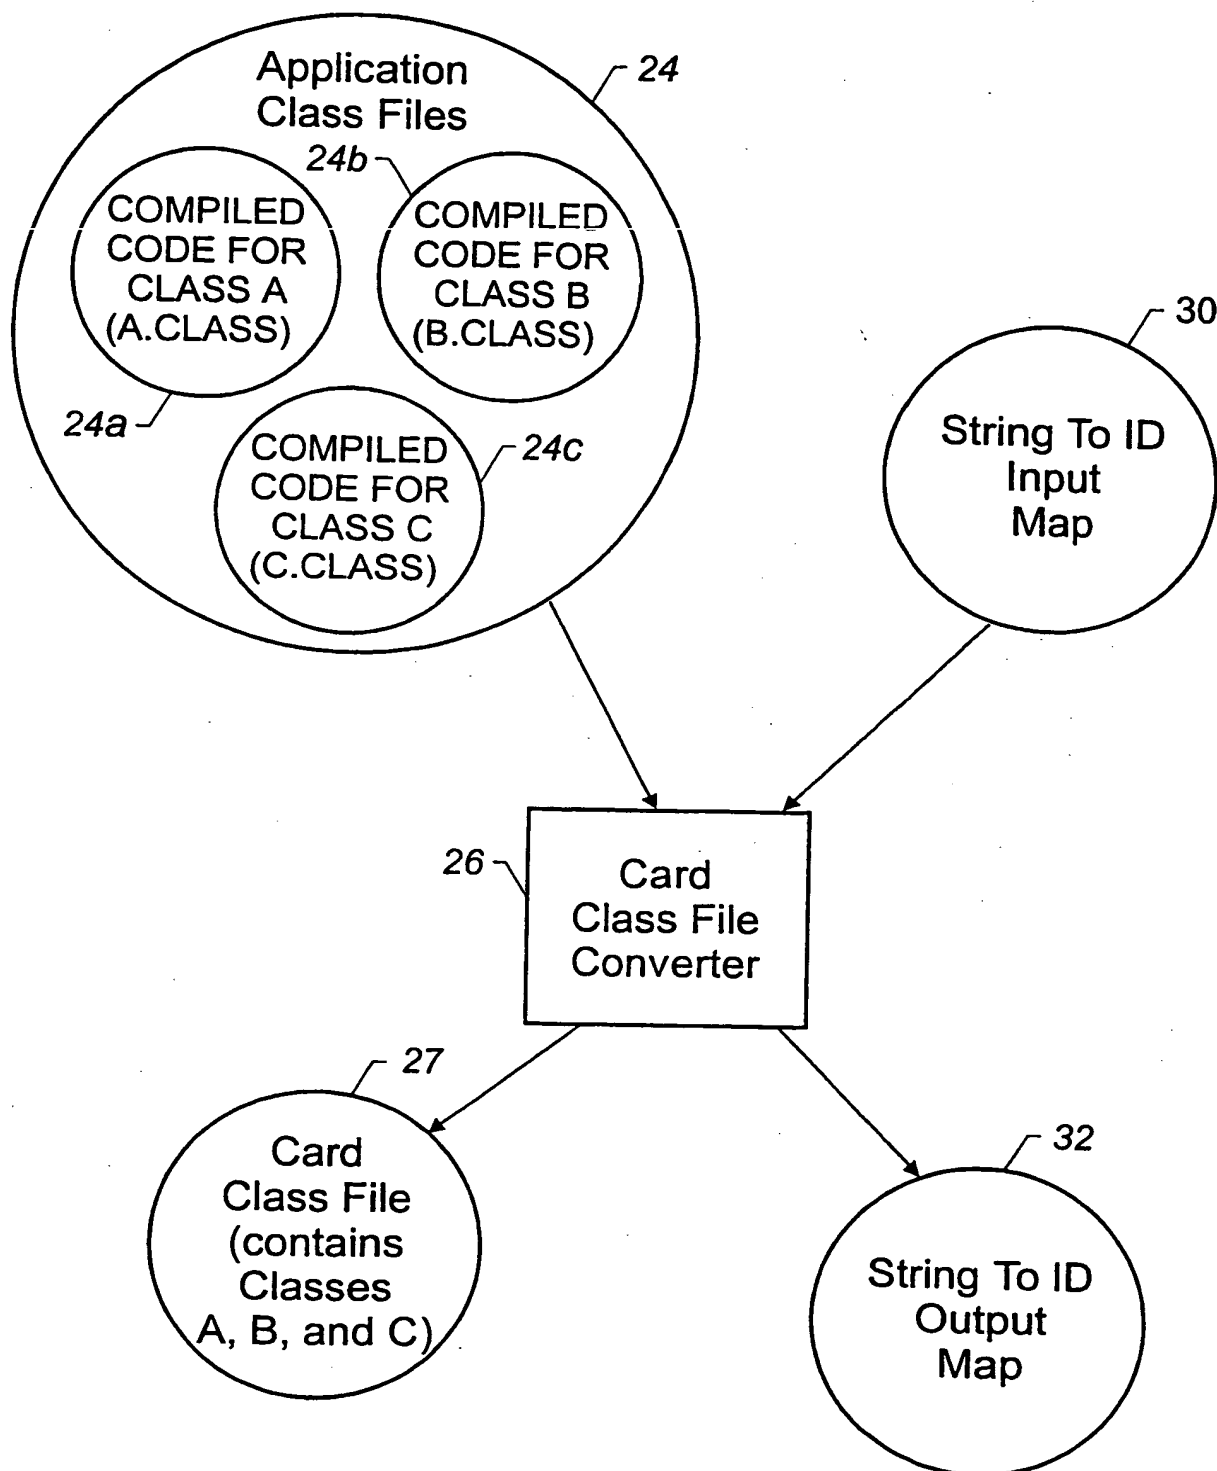 Application
Class Files
24
24b
COMPILED
CODE FOR
CLASS A
(A.CLASS)
24a
COMPILED
CODE FOR
CLASS B
(B.CLASS)
COMPILED
CODE FOR
CLASS C
(C.CLASS)
24c
30
String To ID
Input
Map
26
Card
Class File
Converter
27
Card
Class File
(contains
Classes
A, B, and C)
32
String To ID
Output
Map